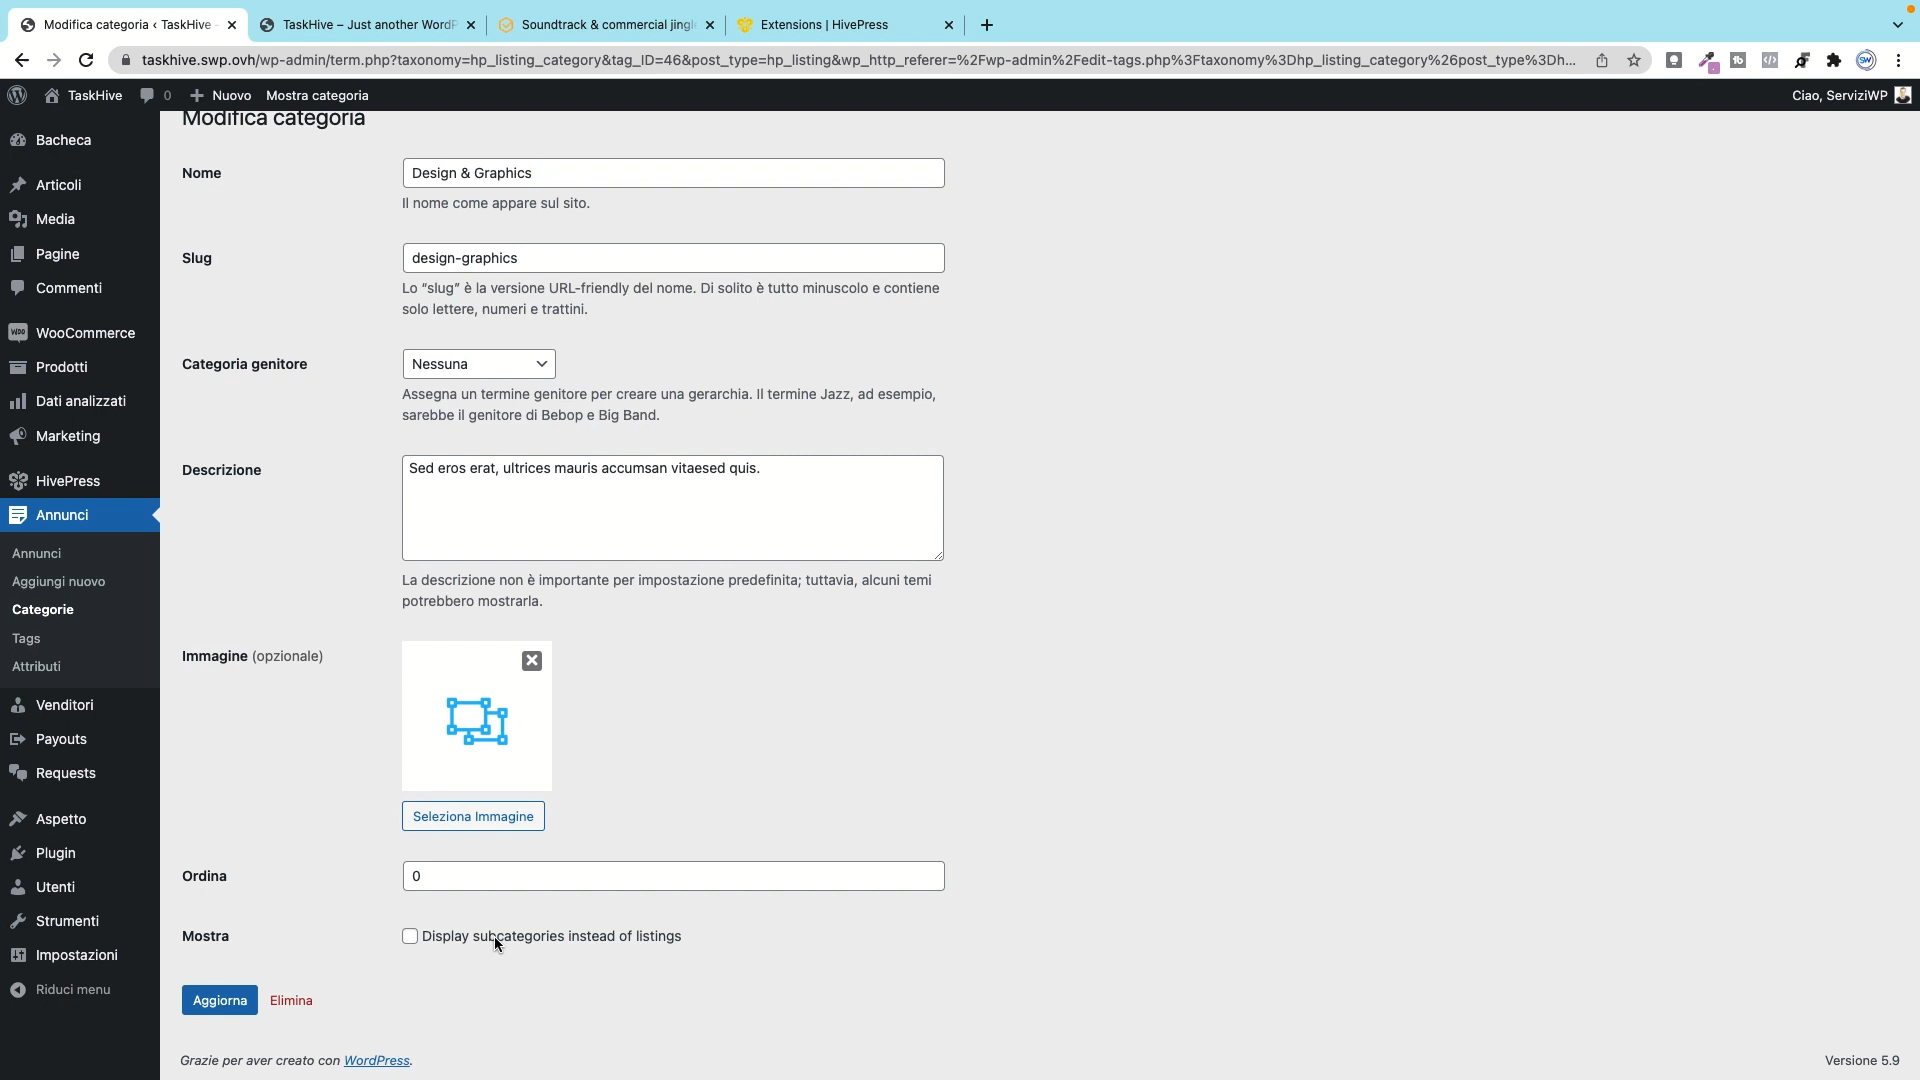 Modifica categoria ‹ TaskHive -
TaskHive – Just another WordP
Soundtrack & commercial jingl
Extensions | HivePress
taskhive.swp.ovh/wp-admin/term.php?taxonomy=hp_listing_category&tag_ID=46&post_type=hp_listing&wp_http_referer=%2Fwp-admin%2Fedit-tags.php%3Ftaxonomy%3Dhp_listing_category%26post_type%3Dh...
TaskHive
0
Nuovo
Mostra categoria
Ciao, ServiziWP
Bacheca
Articoli
Media
Pagine
Commenti
WooCommerce
Prodotti
Dati analizzati
Marketing
HivePress
Annunci
Annunci
Aggiungi nuovo
Categorie
Tags
Attributi
Venditori
Payouts
Requests
Aspetto
Plugin
Utenti
Strumenti
Impostazioni
Riduci menu
Modifica categoria
Nome
Design & Graphics
Il nome come appare sul sito.
Slug
design-graphics
Lo “slug” è la versione URL-friendly del nome. Di solito è tutto minuscolo e contiene
solo lettere, numeri e trattini.
Categoria genitore
Nessuna
Assegna un termine genitore per creare una gerarchia. Il termine Jazz, ad esempio,
sarebbe il genitore di Bebop e Big Band.
Descrizione
Sed eros erat, ultrices mauris accumsan vitaesed quis.
La descrizione non è importante per impostazione predefinita; tuttavia, alcuni temi
potrebbero mostrarla.
Immagine (opzionale)
Seleziona Immagine
Ordina
0
Mostra
Display subcategories instead of listings
Aggiorna
Elimina
Grazie per aver creato con WordPress.
Versione 5.9